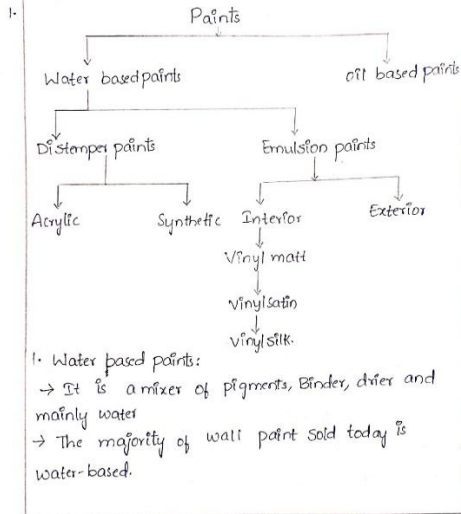 1.
Paints
Water based paints
oil based paints
Distemper paints
Emulsion paints
Acrylic
Synthetic
Interior
Exterior
Vinyl matt
vinyl satin
vinyl silk.
1. Water based paints:
→ It is a mixer of pigments, Binder, drier and
mainly water
→ The majority of wall paint sold today is
water-based.